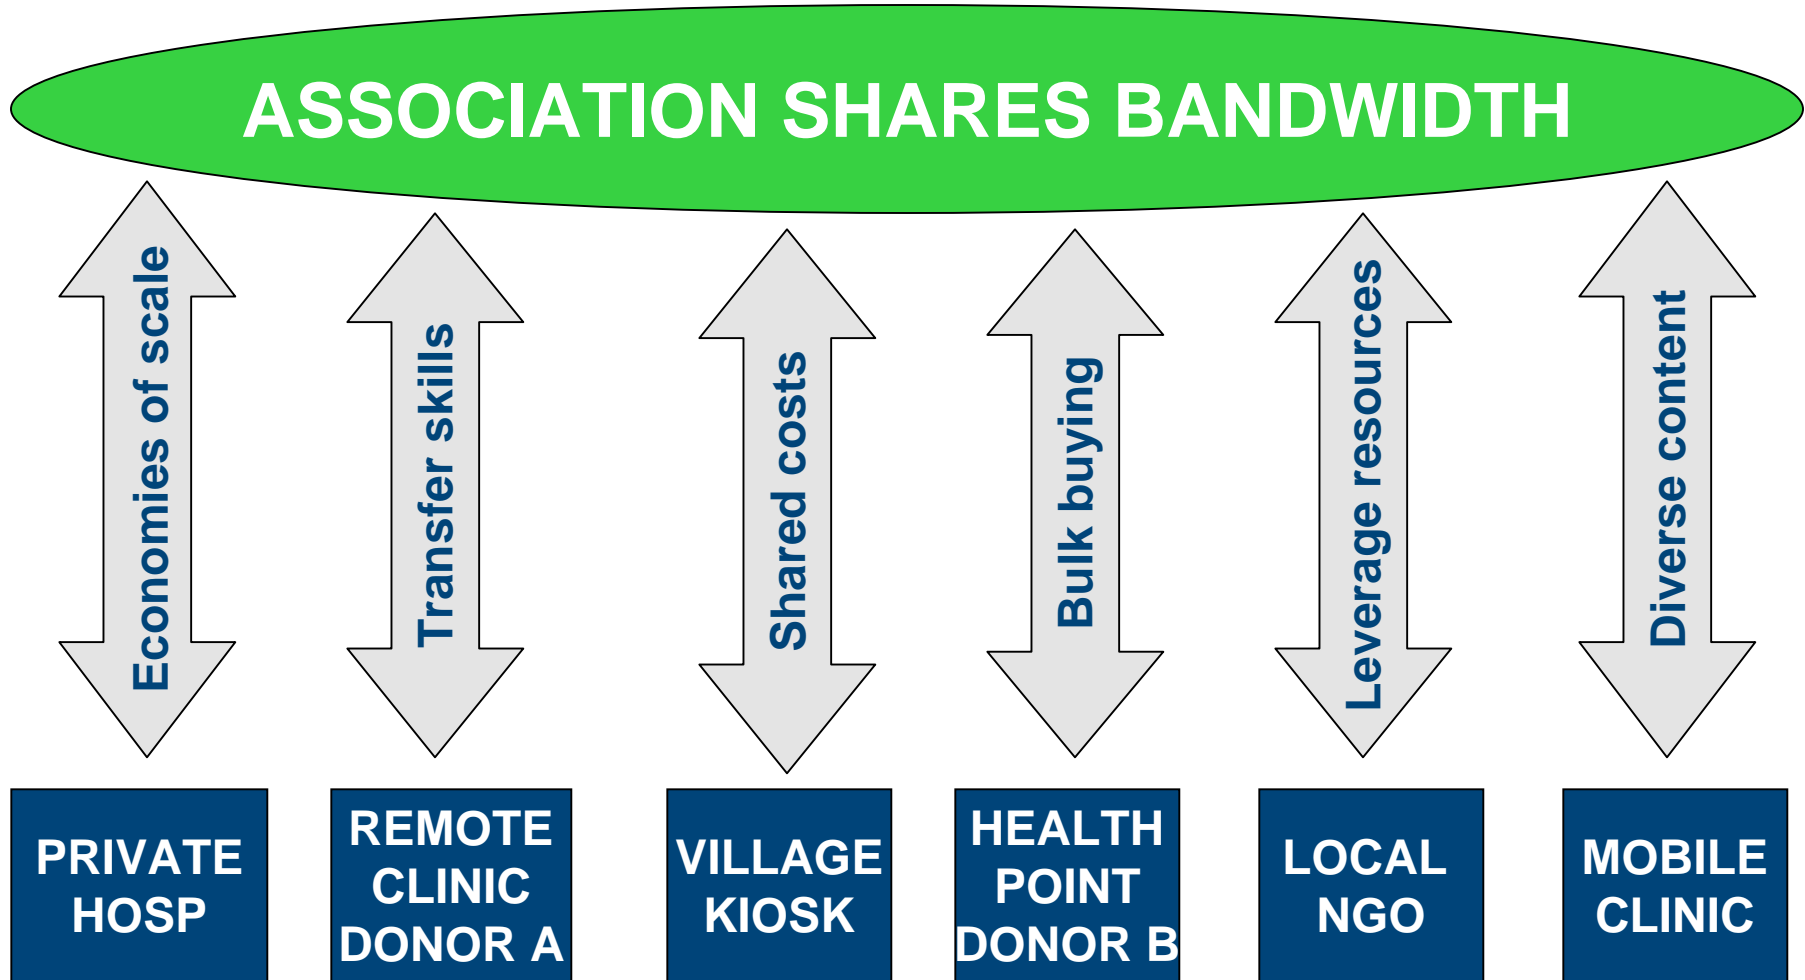 ASSOCIATION SHARES BANDWIDTH
Economies of scale
Transfer skills
Shared costs
Bulk buying
Leverage resources
Diverse content
PRIVATE
HOSP
REMOTE
CLINIC
DONOR A
VILLAGE
KIOSK
HEALTH
POINT
DONOR B
LOCAL
NGO
MOBILE
CLINIC